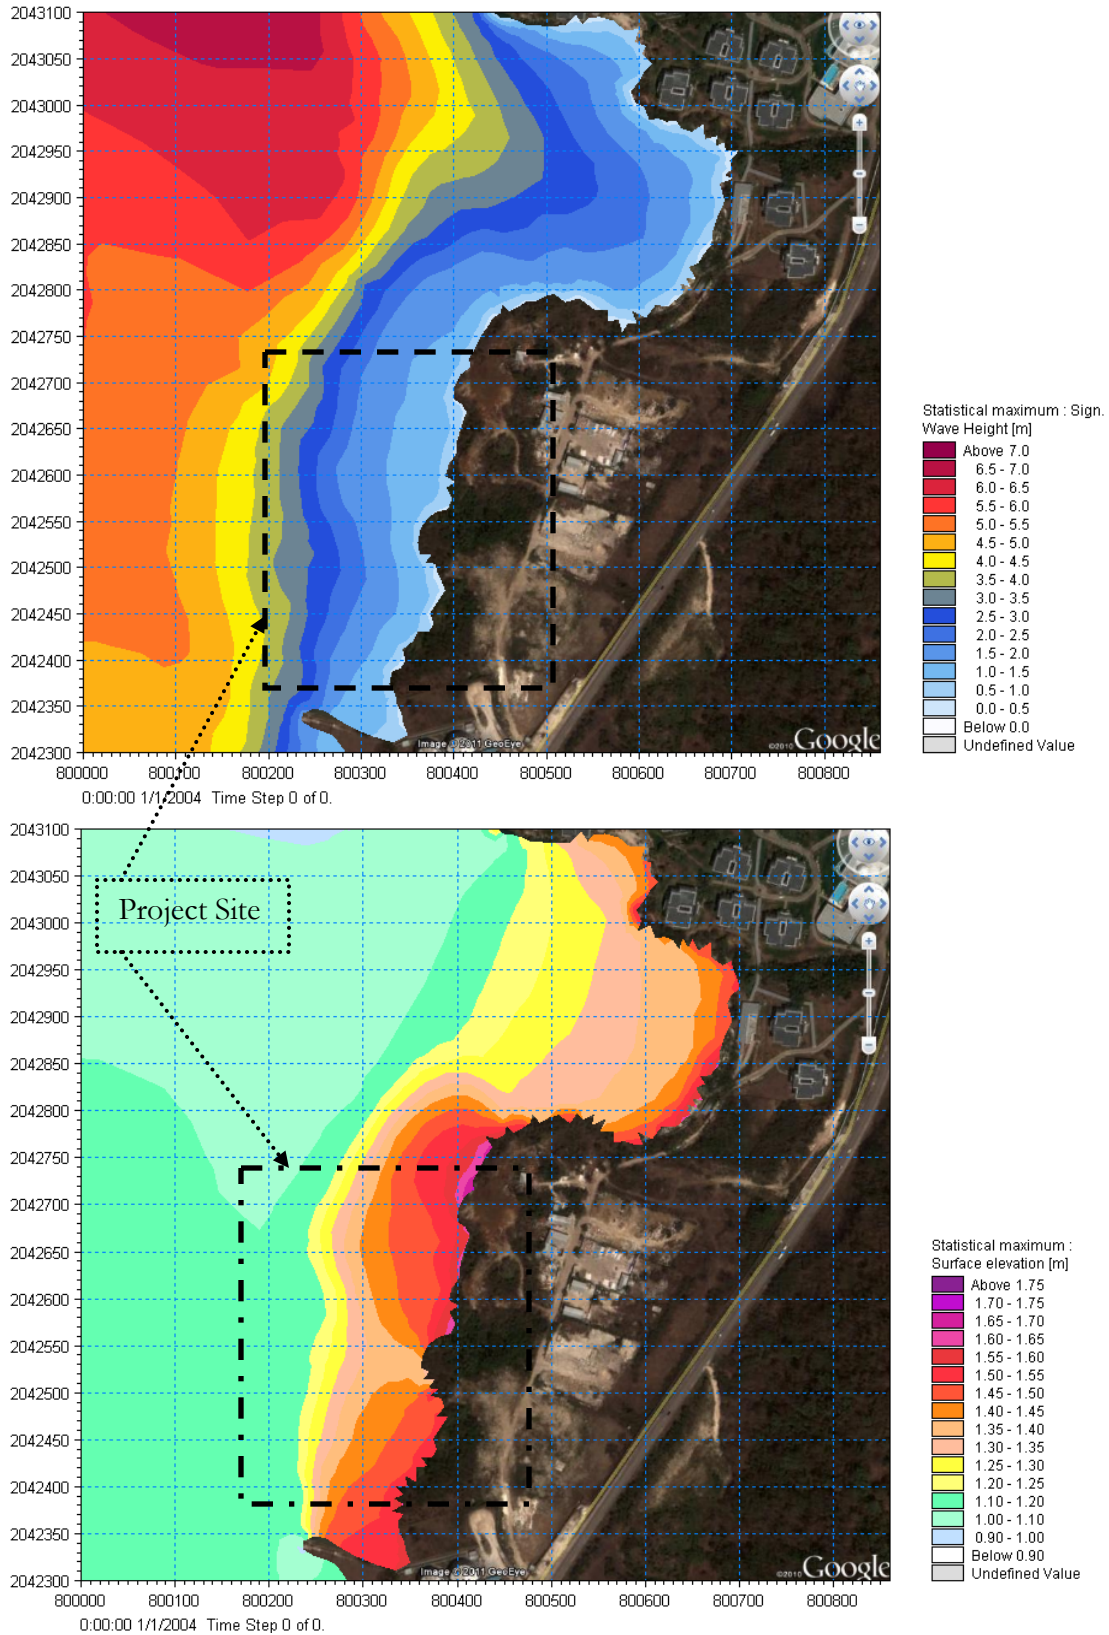 2043100
2043050
2043000
2042950
2042900
2042850
2042800
2042750
2042700
2042650
2042600
2042550
2042500
2042450
2042400
2042350
2042300
Image © 2011 GeoEye
©2010 Google
800000 800100 800200 800300 800400 800500 800600 800700 800800
0:00:00 1/1/2004 Time Step 0 of 0.
Statistical maximum : Sign.
Wave Height [m]
Above 7.0
6.5 - 7.0
6.0 - 6.5
5.5 - 6.0
5.0 - 5.5
4.5 - 5.0
4.0 - 4.5
3.5 - 4.0
3.0 - 3.5
2.5 - 3.0
2.0 - 2.5
1.5 - 2.0
1.0 - 1.5
0.5 - 1.0
0.0 - 0.5
Below 0.0
Undefined Value
Project Site
2043100
2043050
2043000
2042950
2042900
2042850
2042800
2042750
2042700
2042650
2042600
2042550
2042500
2042450
2042400
2042350
2042300
Image © 2011 GeoEye
©2010 Google
800000 800100 800200 800300 800400 800500 800600 800700 800800
0:00:00 1/1/2004 Time Step 0 of 0.
Statistical maximum :
Surface elevation [m]
Above 1.75
1.70 - 1.75
1.65 - 1.70
1.60 - 1.65
1.55 - 1.60
1.50 - 1.55
1.45 - 1.50
1.40 - 1.45
1.35 - 1.40
1.30 - 1.35
1.25 - 1.30
1.20 - 1.25
1.10 - 1.20
1.00 - 1.10
0.90 - 1.00
Below 0.90
Undefined Value